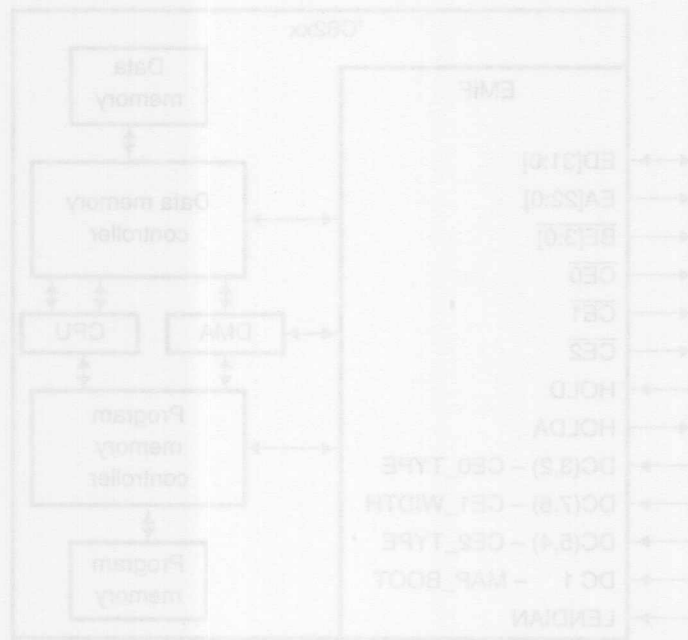 'C62xx
Data
memory
EMIF
ED[31:0]
EA[22:0]
BE[3:0]
Data memory
controller
CE0
CE1
CPU
DMA
CE2
HOLD
HOLDA
Program
memory
controller
DC(3,2) – CE0_TYPE
DC(7,6) – CE1_WIDTH
DC(5,4) – CE2_TYPE
DC 1 – MAP_BOOT
LENDIAN
Program
memory